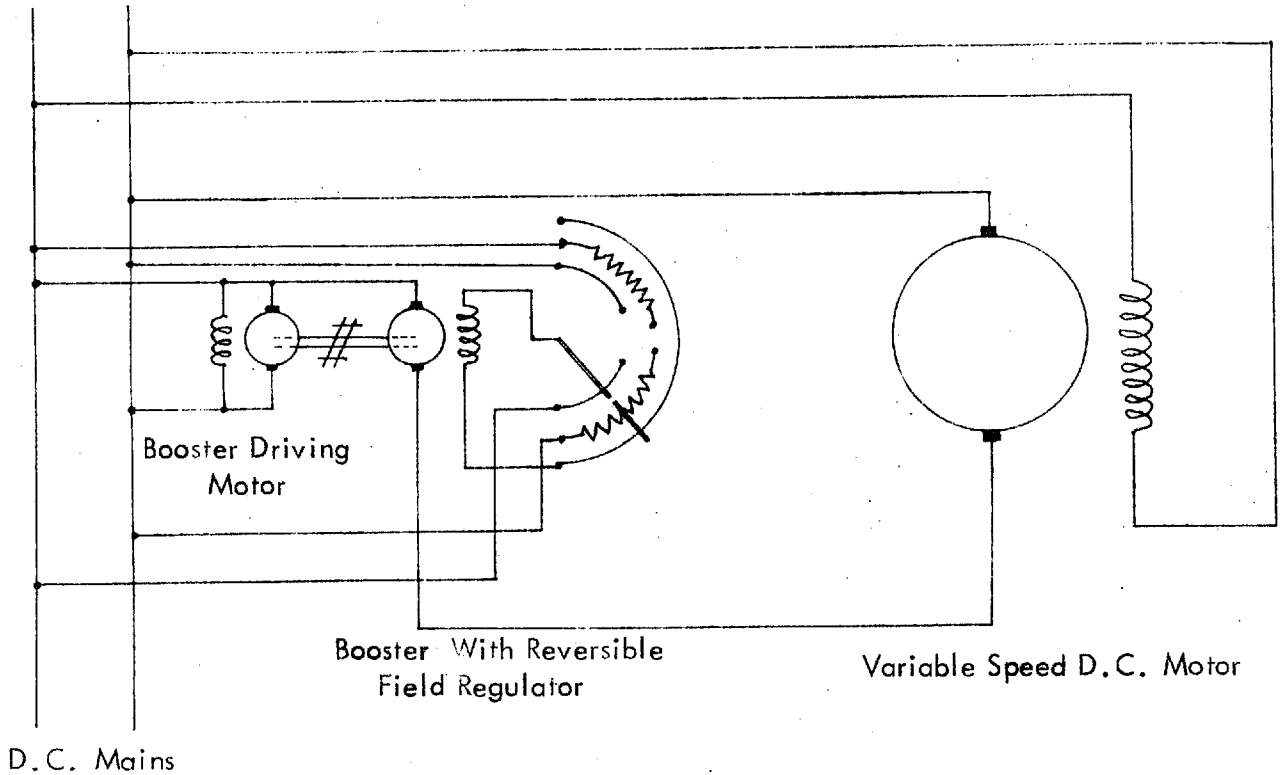 Booster Driving
Motor
Booster With Reversible
Field Regulator
Variable Speed D.C. Motor
D.C. Mains